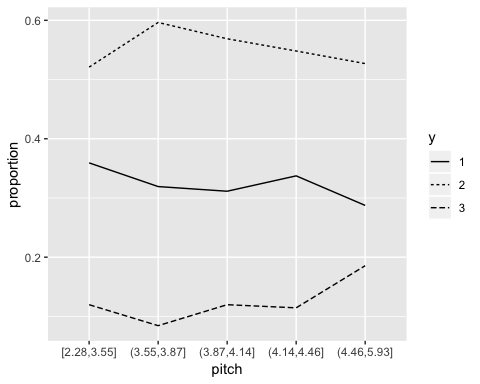 0.6
0.4
0.2
proportion
[2.28,3.55] (3.55,3.87] (3.87,4.14] (4.14,4.46] (4.46,5.93]
pitch
y
1
2
3